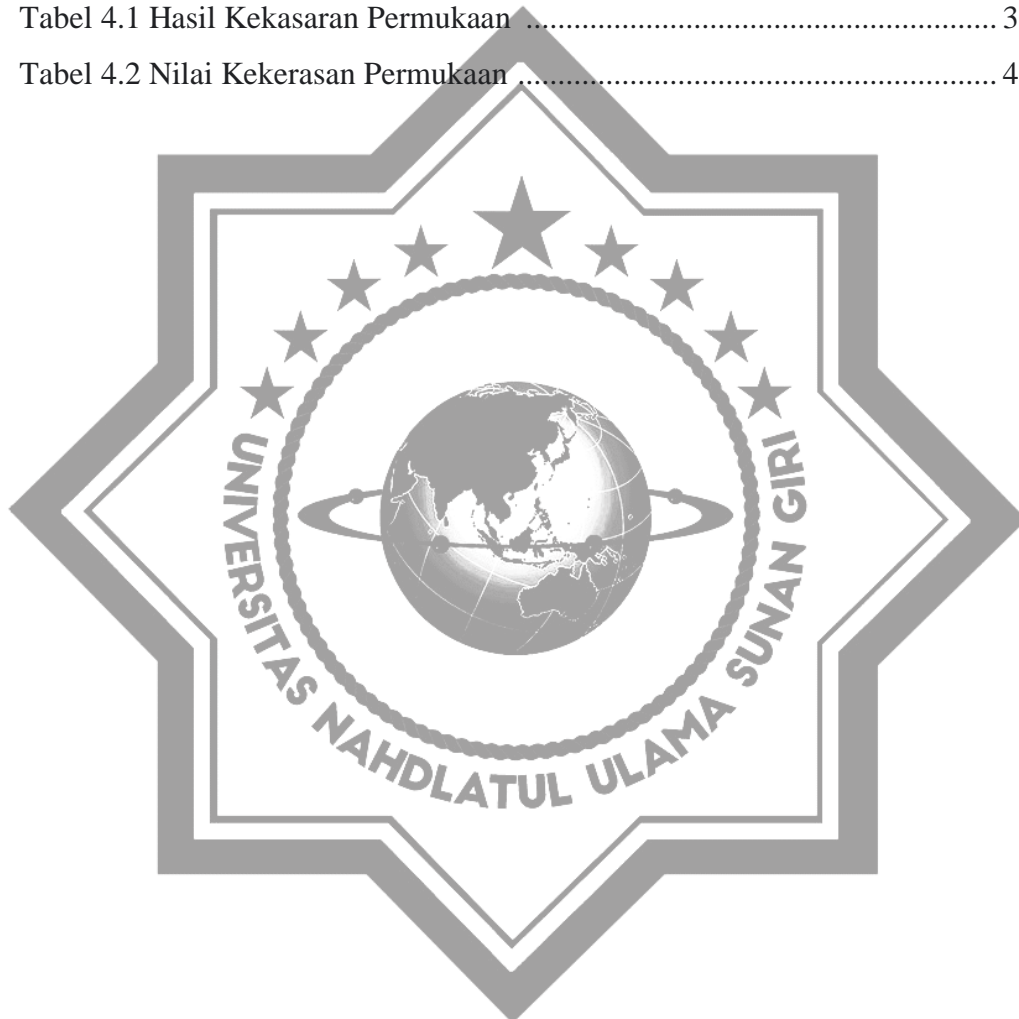 Tabel 4.1 Hasil Kekasaran Permukaan ............................................................ 3
Tabel 4.2 Nilai Kekerasan Permukaan ............................................................. 4
UNIVERSITAS NAHDLATUL ULAMA SUNAN GIRI